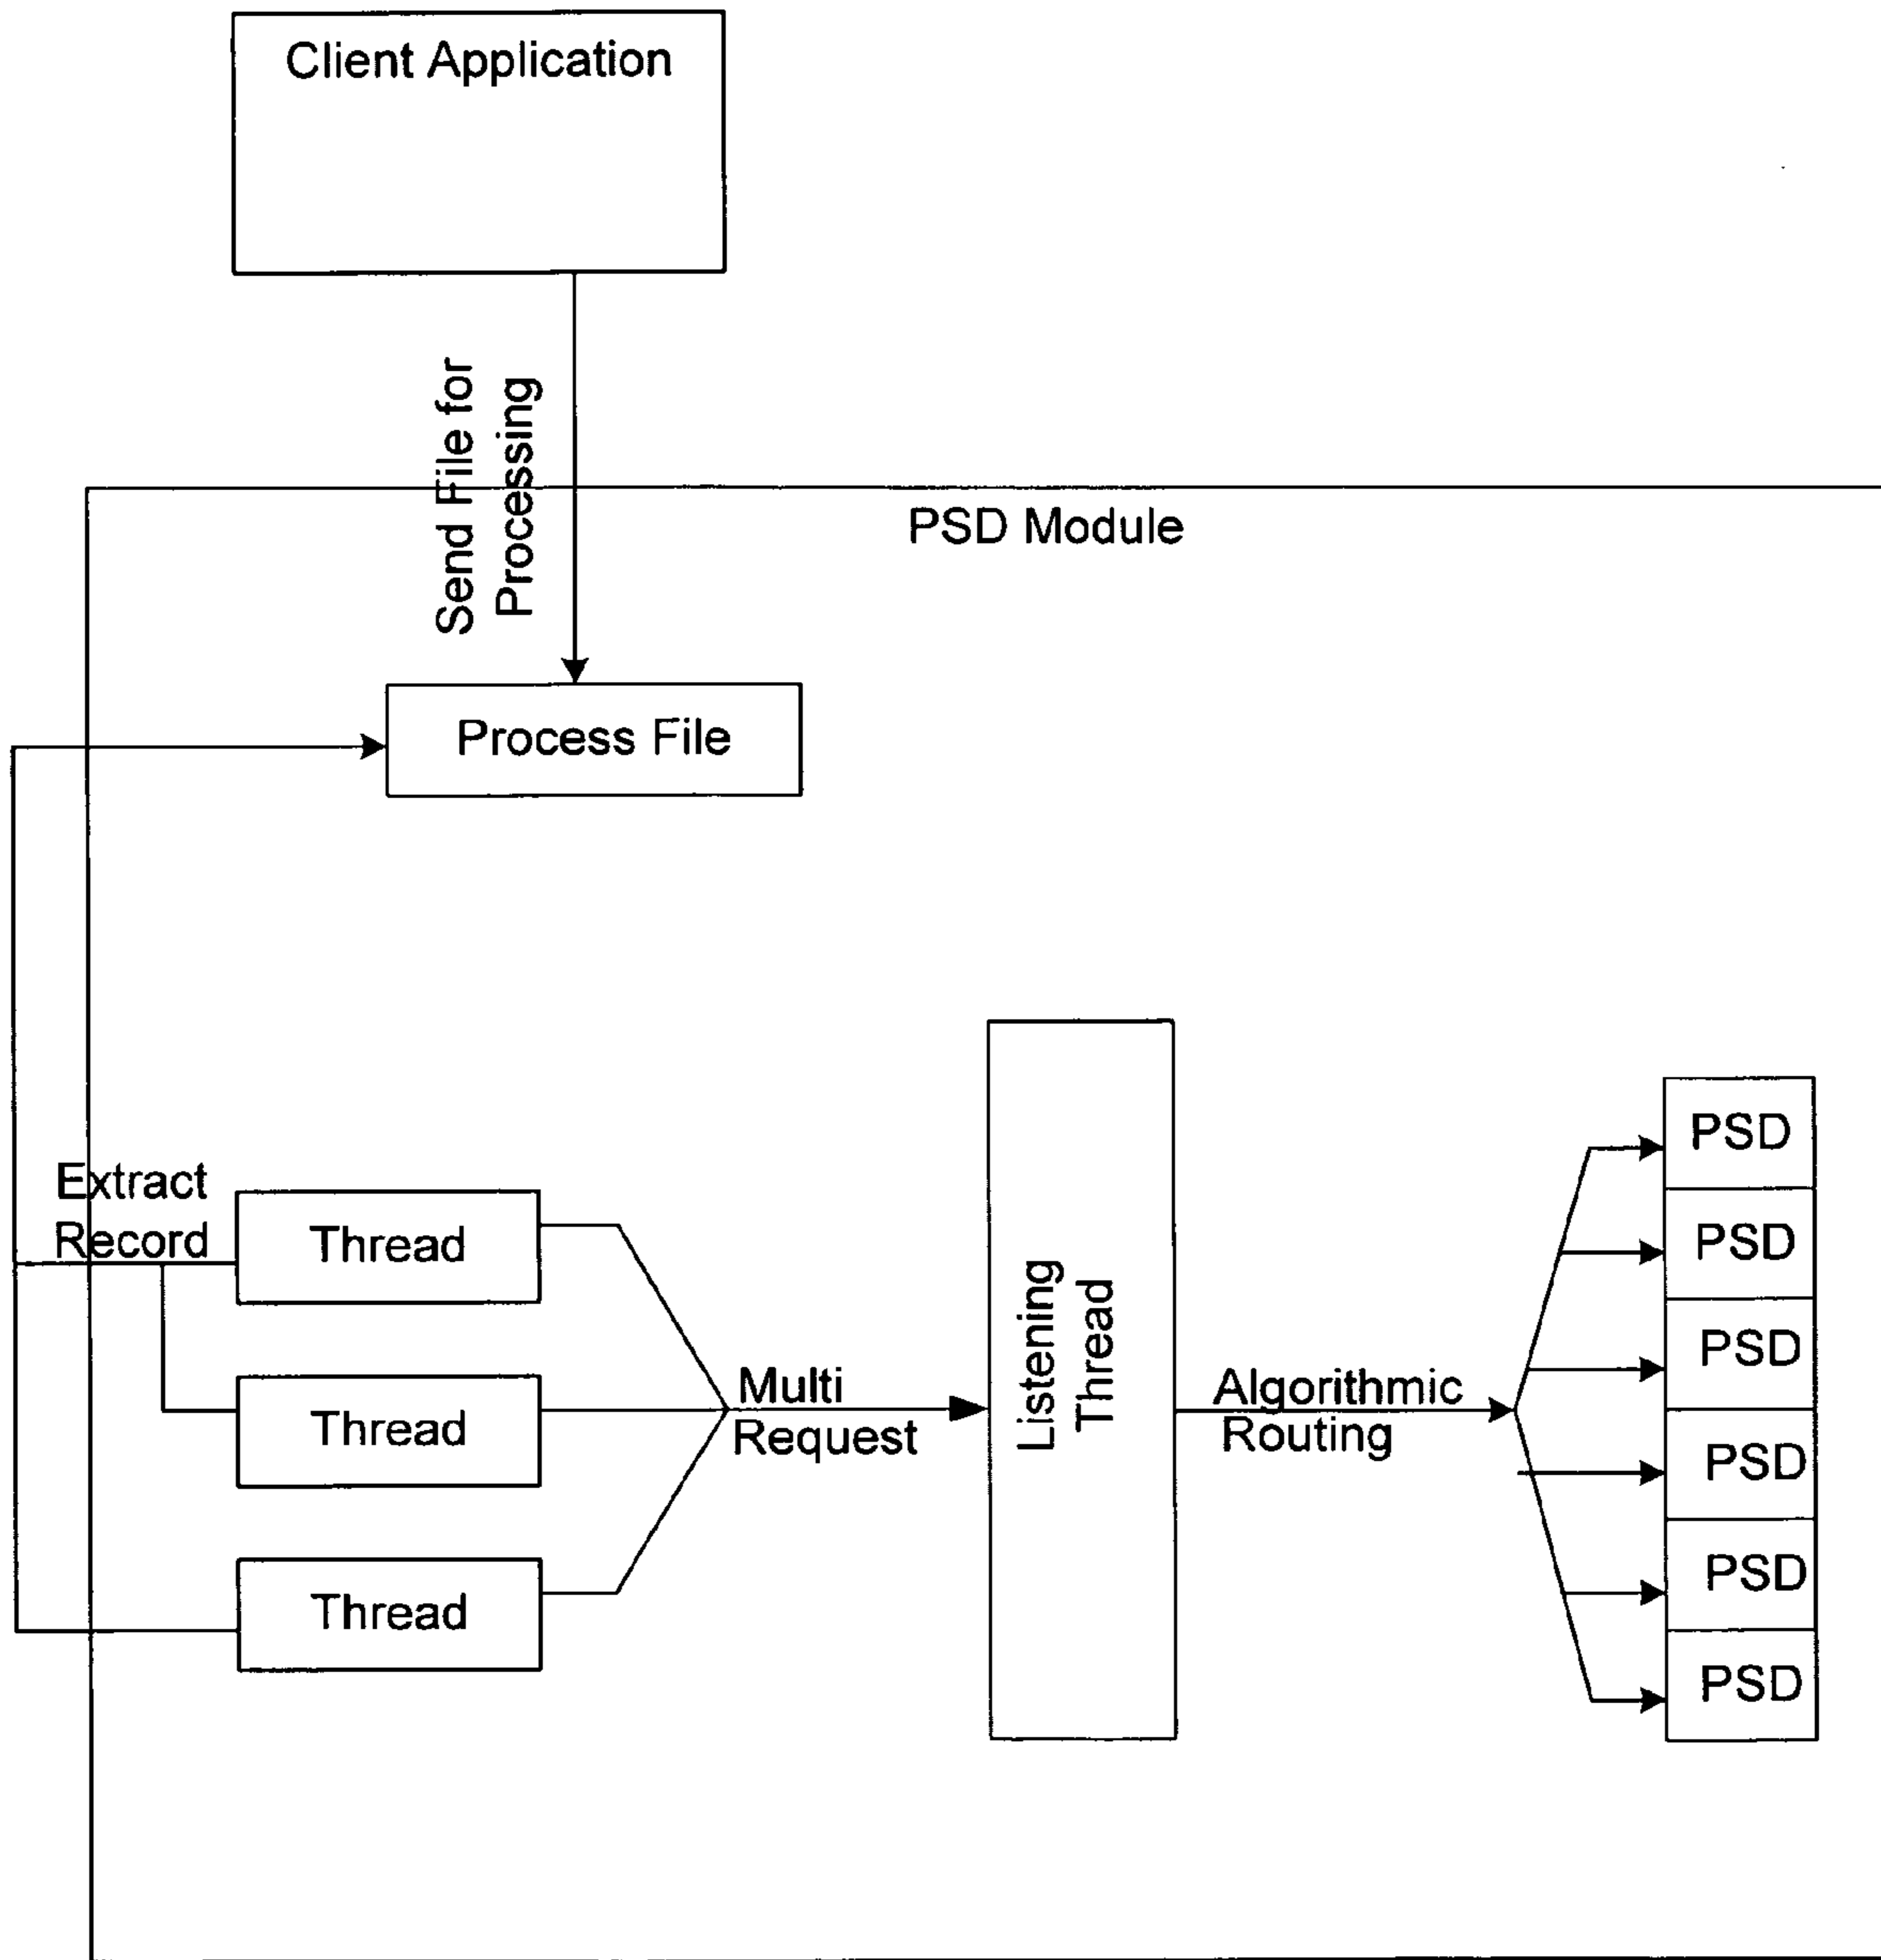 Client Application
Send File for
Processing
PSD Module
Process File
Extract
Record
Thread
Thread
Thread
Multi
Request
Listening
Thread
Algorithmic
Routing
PSD
PSD
PSD
PSD
PSD
PSD